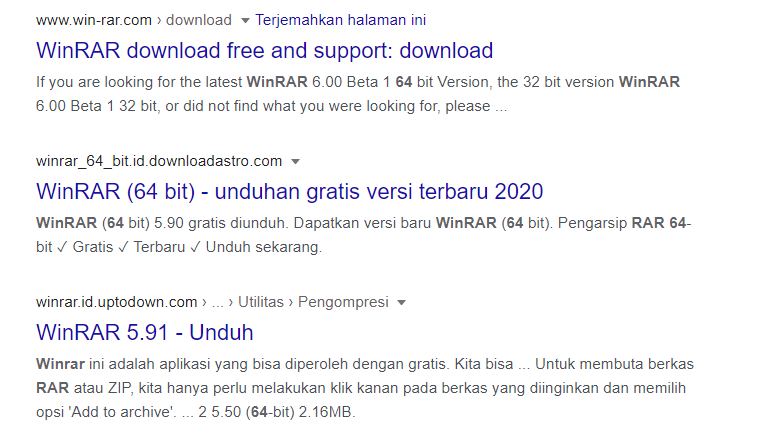 www.win-rar.com › download Terjemahkan halaman ini
WinRAR download free and support: download
If you are looking for the latest WinRAR 6.00 Beta 1 64 bit Version, the 32 bit version WinRAR
6.00 Beta 1 32 bit, or did not find what you were looking for, please ...
winrar_64_bit.id.downloadastro.com
WinRAR (64 bit) - unduhan gratis versi terbaru 2020
WinRAR (64 bit) 5.90 gratis diunduh. Dapatkan versi baru WinRAR (64 bit). Pengarsip RAR 64-
bit ✓ Gratis ✓ Terbaru ✓ Unduh sekarang.
winrar.id.uptodown.com › ... › Utilitas › Pengompresi
WinRAR 5.91 - Unduh
Winrar ini adalah aplikasi yang bisa diperoleh dengan gratis. Kita bisa ... Untuk membuta berkas
RAR atau ZIP, kita hanya perlu melakukan klik kanan pada berkas yang diinginkan dan memilih
opsi 'Add to archive'. ... 2 5.50 (64-bit) 2.16MB.